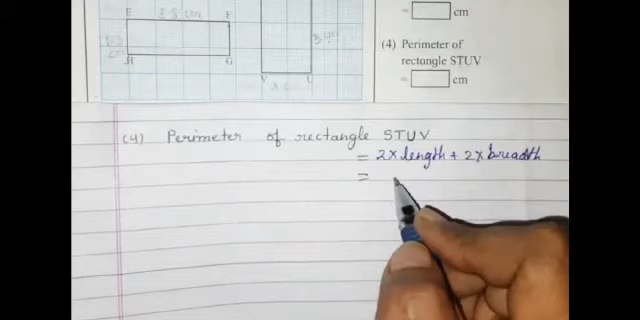 = cm
E F
H G
V U
(4) Perimeter of
rectangle STUV
= cm
(4) Perimeter of rectangle STUV
= 2 x length + 2 x breadth
=